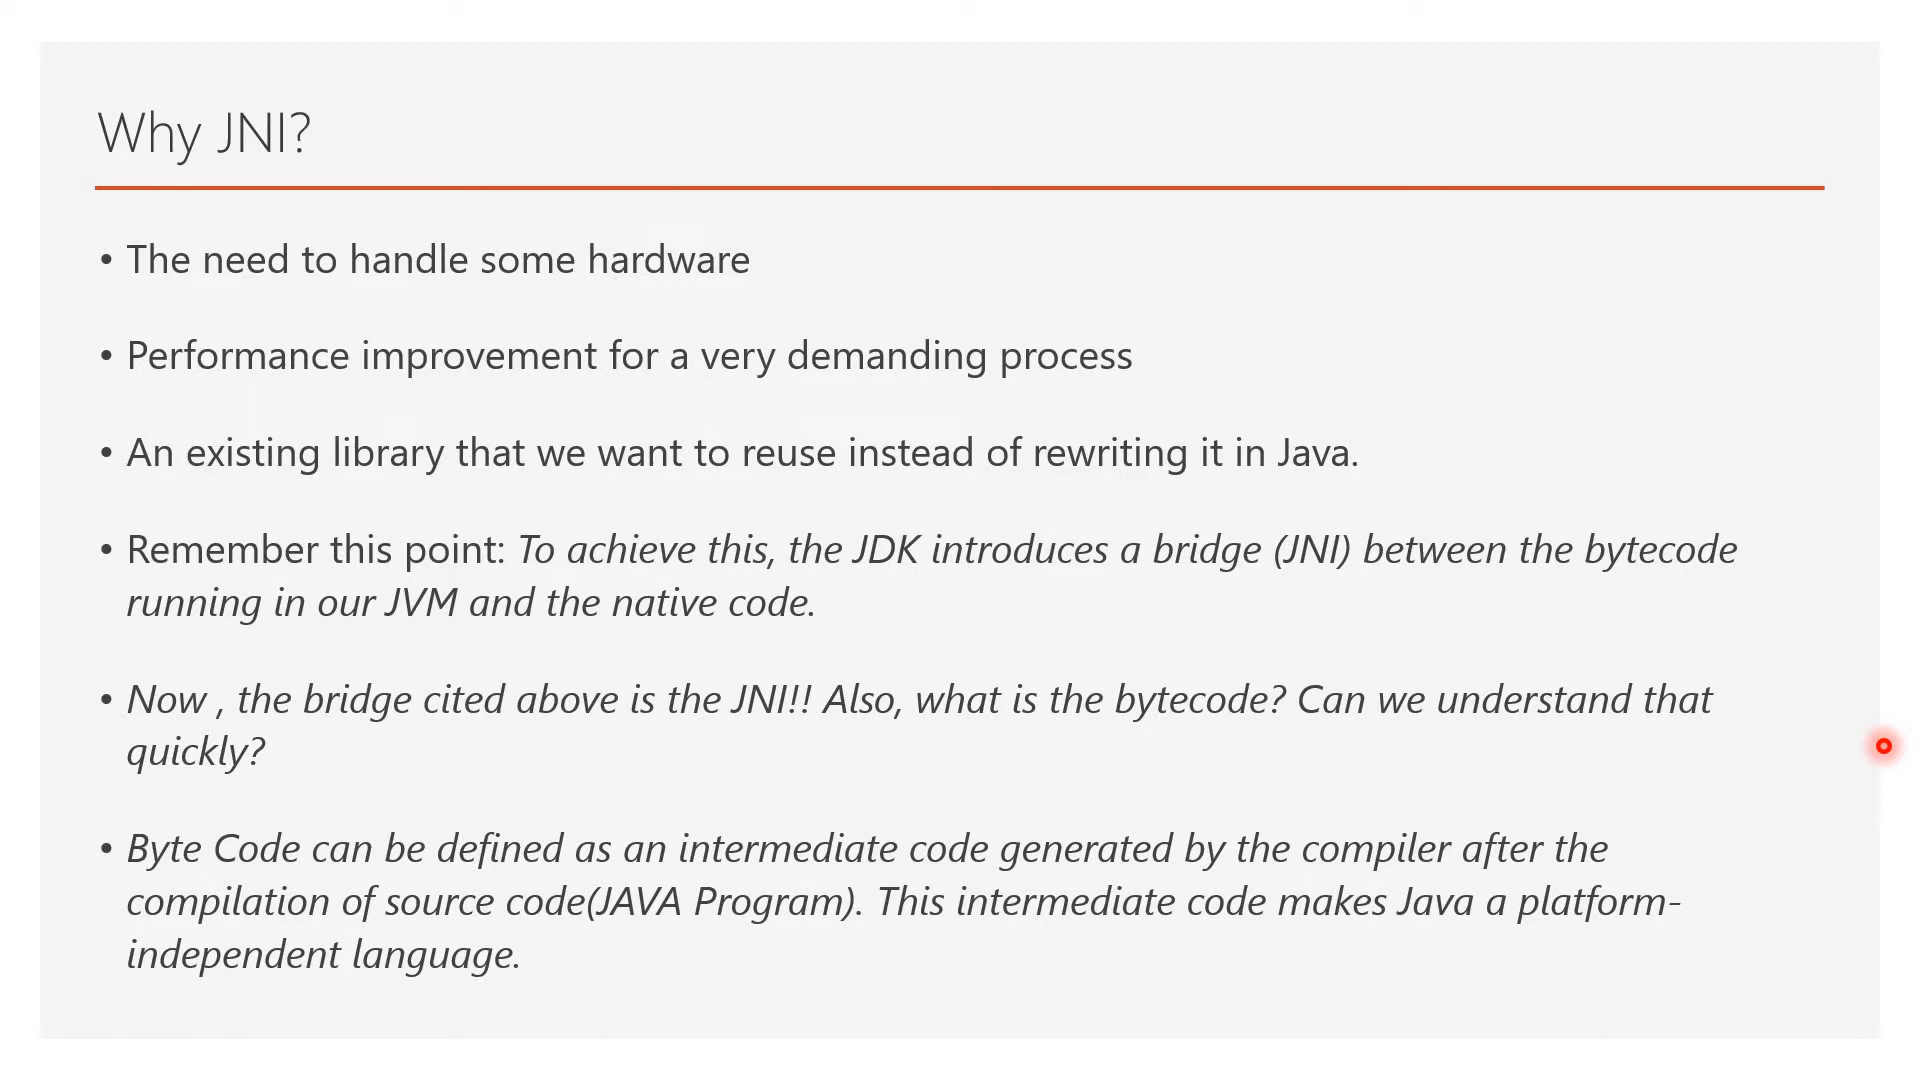 Why JNI?
• The need to handle some hardware
• Performance improvement for a very demanding process
• An existing library that we want to reuse instead of rewriting it in Java.
• Remember this point: To achieve this, the JDK introduces a bridge (JNI) between the bytecode
running in our JVM and the native code.
• Now , the bridge cited above is the JNI!! Also, what is the bytecode? Can we understand that
quickly?
• Byte Code can be defined as an intermediate code generated by the compiler after the
compilation of source code(JAVA Program). This intermediate code makes Java a platform-
independent language.